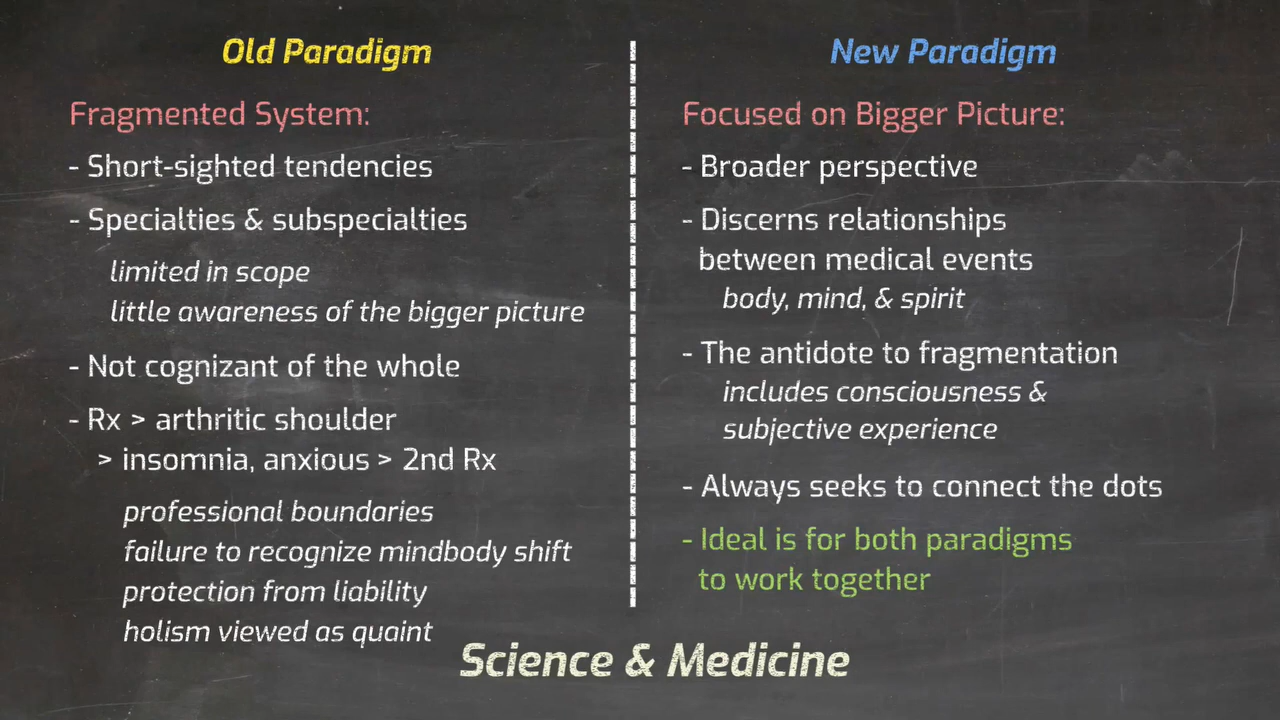 Old Paradigm
Fragmented System:
- Short-sighted tendencies
- Specialties & subspecialties
limited in scope
little awareness of the bigger picture
- Not cognizant of the whole
- Rx > arthritic shoulder
> insomnia, anxious > 2nd Rx
professional boundaries
failure to recognize mindbody shift
protection from liability
holism viewed as quaint
New Paradigm
Focused on Bigger Picture:
- Broader perspective
- Discerns relationships
between medical events
body, mind, & spirit
- The antidote to fragmentation
includes consciousness &
subjective experience
- Always seeks to connect the dots
- Ideal is for both paradigms
to work together
Science & Medicine